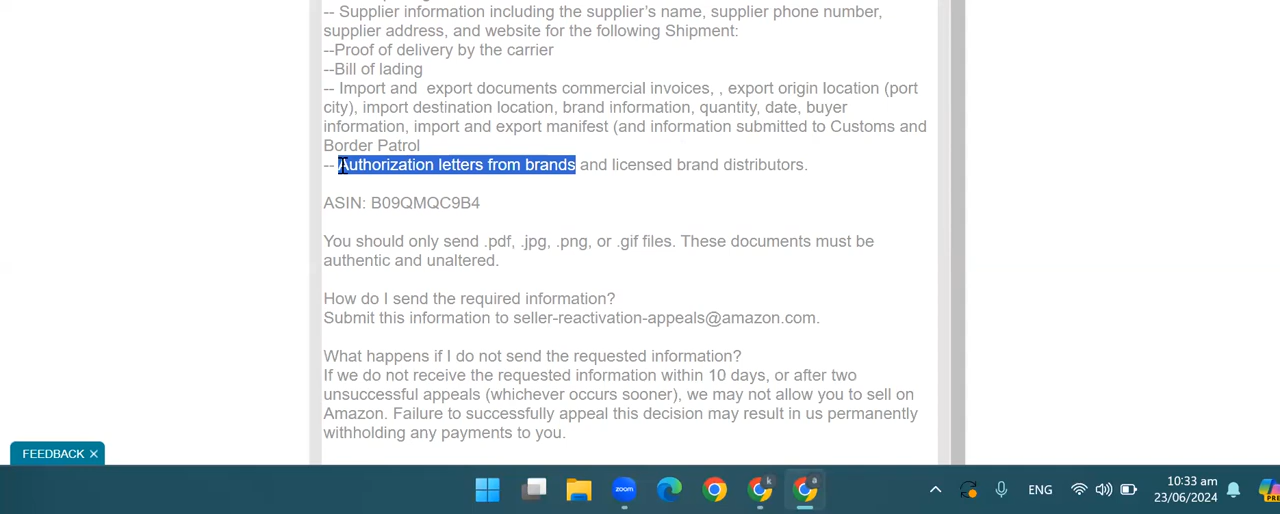 -- Supplier information including the supplier's name, supplier phone number,
supplier address, and website for the following Shipment:
--Proof of delivery by the carrier
--Bill of lading
-- Import and  export documents commercial invoices, , export origin location (port
city), import destination location, brand information, quantity, date, buyer
information, import and export manifest (and information submitted to Customs and
Border Patrol
-- Authorization letters from brands and licensed brand distributors.
ASIN: B09QMQC9B4
You should only send .pdf, .jpg, .png, or .gif files. These documents must be
authentic and unaltered.
How do I send the required information?
Submit this information to seller-reactivation-appeals@amazon.com.
What happens if I do not send the requested information?
If we do not receive the requested information within 10 days, or after two
unsuccessful appeals (whichever occurs sooner), we may not allow you to sell on
Amazon. Failure to successfully appeal this decision may result in us permanently
withholding any payments to you.
FEEDBACK ×
zoom
k
a
ENG
10:33 am
23/06/2024
PRE